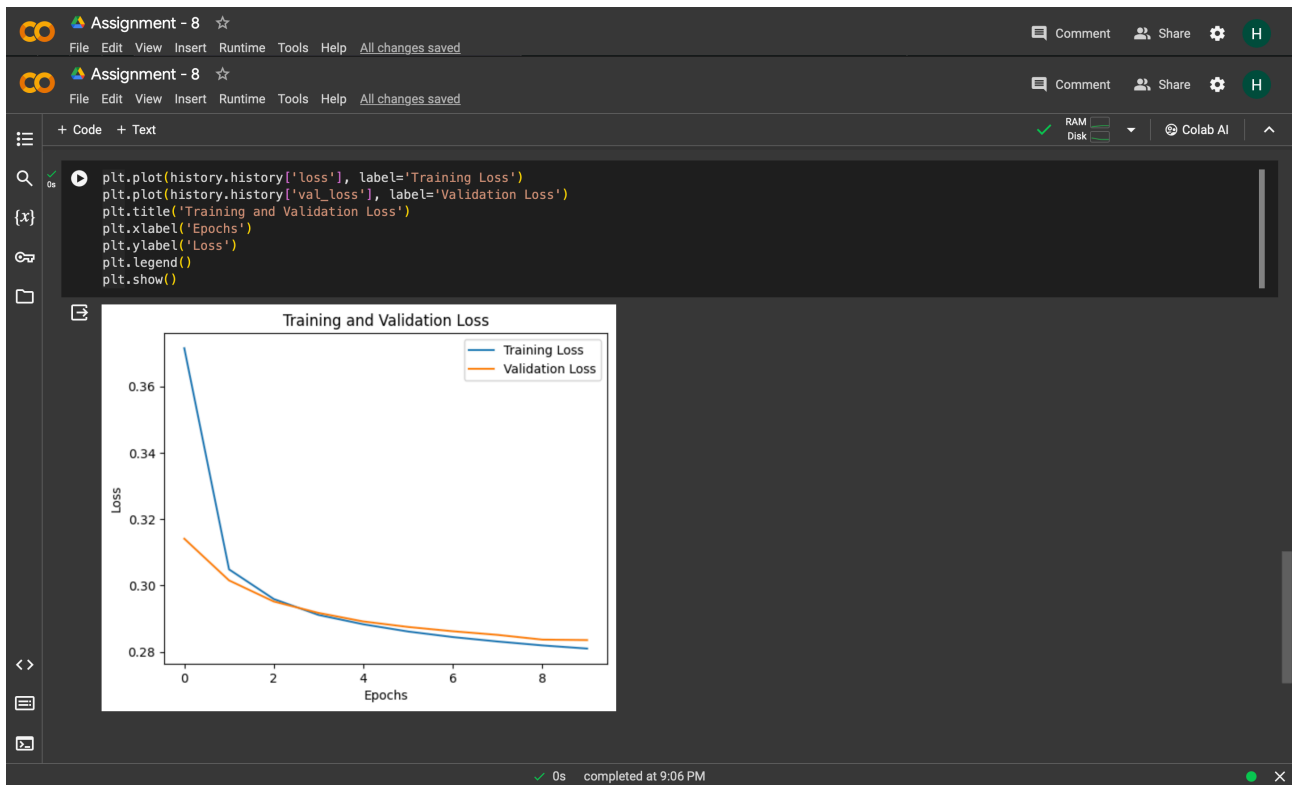 Assignment - 8
File Edit View Insert Runtime Tools Help All changes saved
Comment Share H
Assignment - 8
File Edit View Insert Runtime Tools Help All changes saved
Comment Share H
+ Code + Text
RAM
Disk
Colab AI
{x}
0s
plt.plot(history.history['loss'], label='Training Loss')
plt.plot(history.history['val_loss'], label='Validation Loss')
plt.title('Training and Validation Loss')
plt.xlabel('Epochs')
plt.ylabel('Loss')
plt.legend()
plt.show()
Training and Validation Loss
Training Loss
Validation Loss
0.36
0.34
0.32
0.30
0.28
Loss
0 2 4 6 8
Epochs
0s completed at 9:06 PM